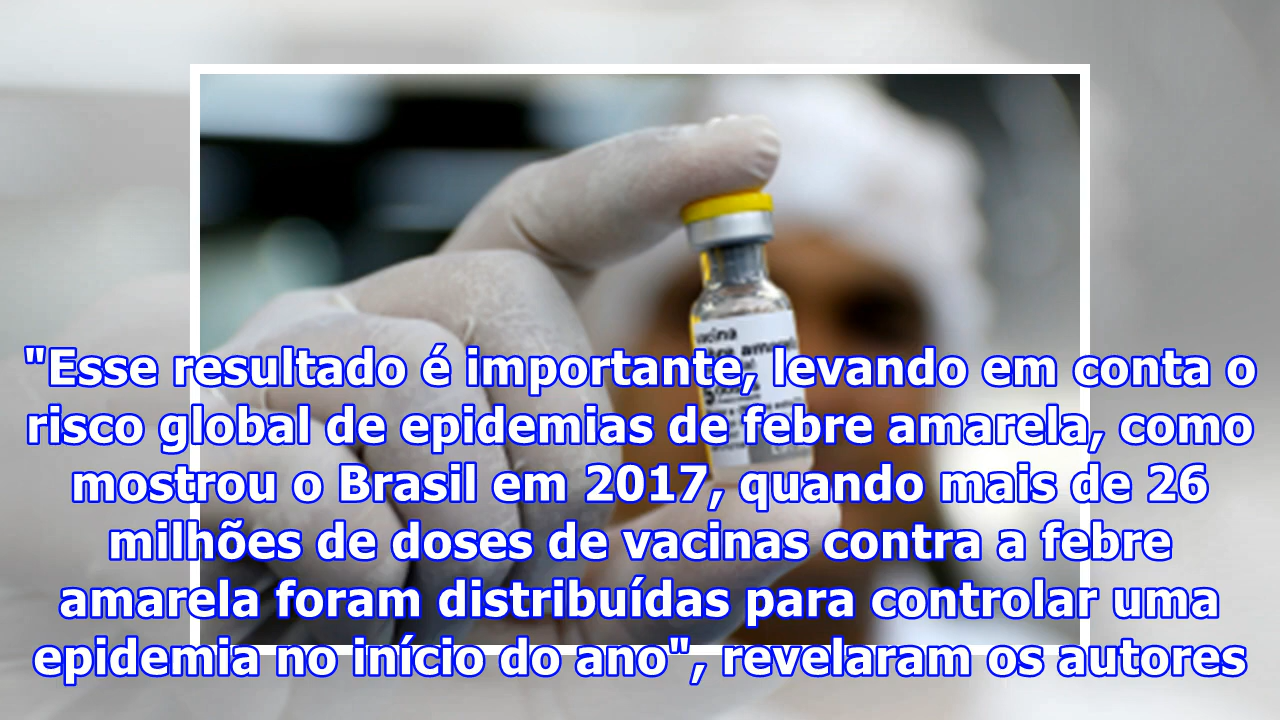 vacina
"Esse resultado é importante, levando em conta o
risco global de epidemias de febre amarela, como
mostrou o Brasil em 2017, quando mais de 26
milhões de doses de vacinas contra a febre
amarela foram distribuídas para controlar uma
epidemia no início do ano", revelaram os autores